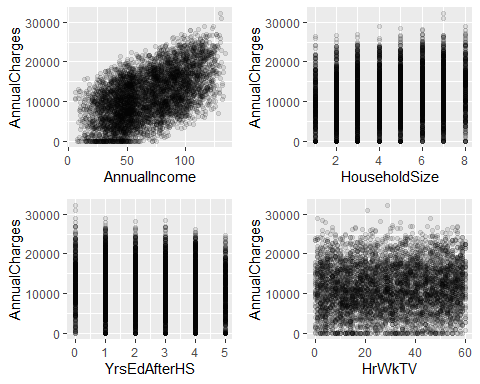 AnnualCharges
30000
20000
10000
0
0 50 100
AnnualIncome
AnnualCharges
30000
20000
10000
0
2 4 6 8
HouseholdSize
AnnualCharges
30000
20000
10000
0
0 1 2 3 4 5
YrsEdAfterHS
AnnualCharges
30000
20000
10000
0
0 20 40 60
HrWkTV